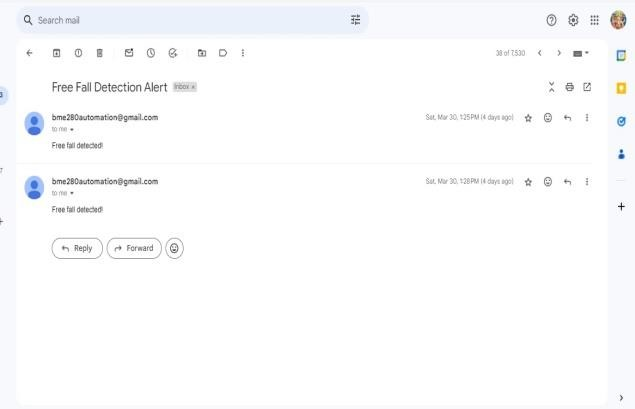 Search mail
38 of 7,530
Free Fall Detection Alert Inbox ×
bme280automation@gmail.com Sat, Mar 30, 1:25 PM (4 days ago)
to me
Free fall detected!
bme280automation@gmail.com Sat, Mar 30, 1:28 PM (4 days ago)
to me
Free fall detected!
Reply Forward